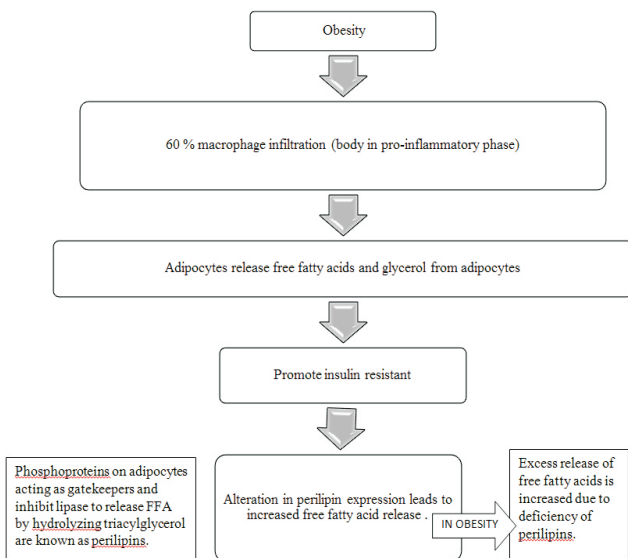 Obesity
60 % macrophage infiltration (body in pro-inflammatory phase)
Adipocytes release free fatty acids and glycerol from adipocytes
Promote insulin resistant
Phosphoproteins on adipocytes
acting as gatekeepers and
inhibit lipase to release FFA
by hydrolyzing triacylglycerol
are known as perilipins.
Alteration in perilipin expression leads to
increased free fatty acid release .
IN OBESITY
Excess release of
free fatty acids is
increased due to
deficiency of
perilipins.